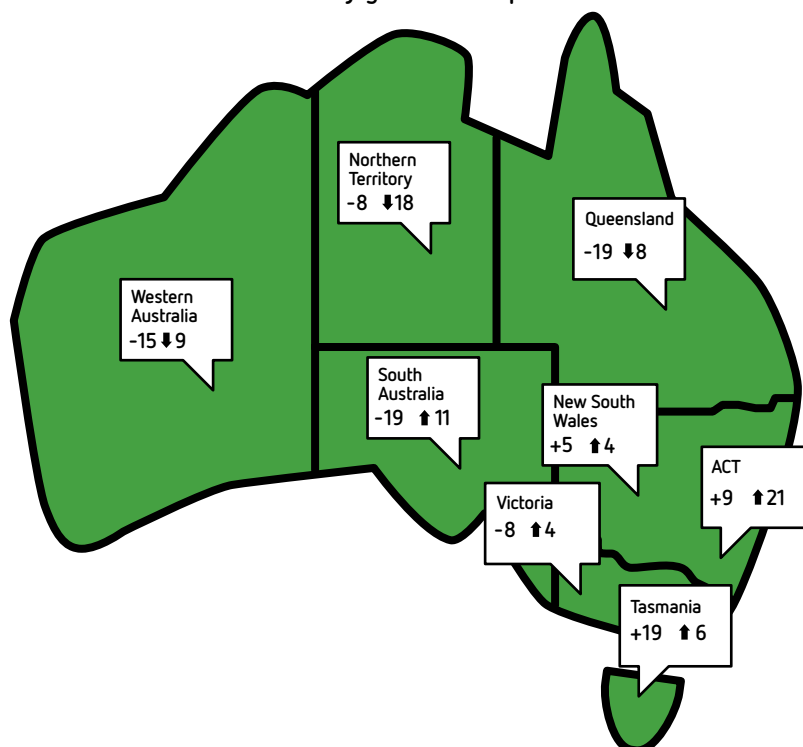 Northern
Territory
-8 ⬇18
Queensland
-19 ⬇8
Western
Australia
-15 ⬇9
South
Australia
-19 ⬆11
New South
Wales
+5 ⬆4
ACT
+9 ⬆21
Victoria
-8 ⬆4
Tasmania
+19 ⬆6